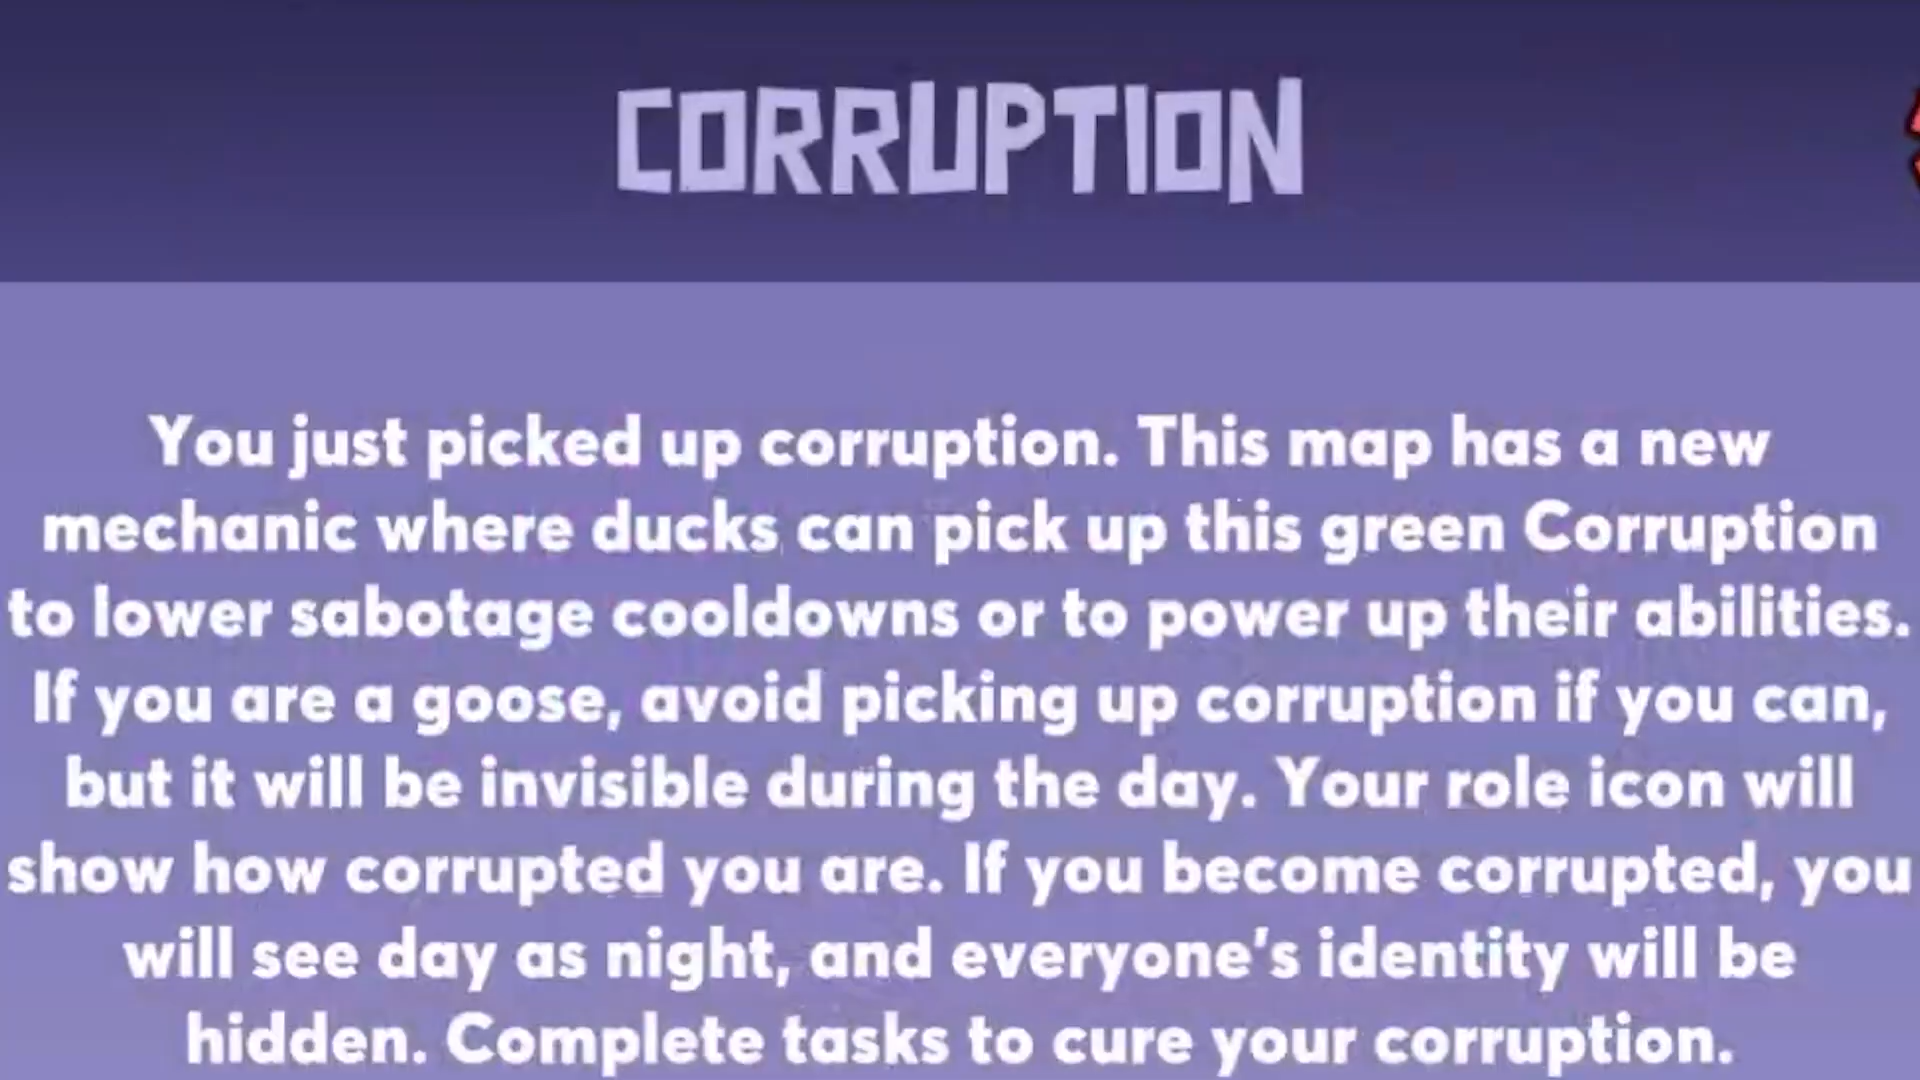 CORRUPTION
You just picked up corruption. This map has a new
mechanic where ducks can pick up this green Corruption
to lower sabotage cooldowns or to power up their abilities.
If you are a goose, avoid picking up corruption if you can,
but it will be invisible during the day. Your role icon will
show how corrupted you are. If you become corrupted, you
will see day as night, and everyone's identity will be
hidden. Complete tasks to cure your corruption.